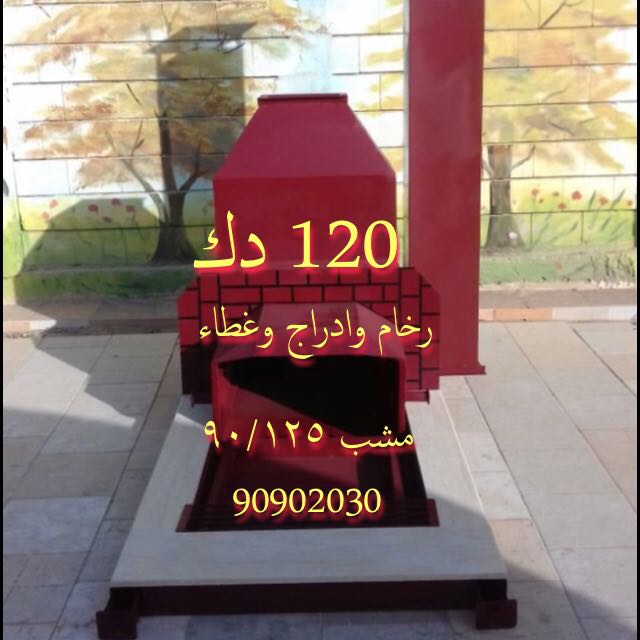 120 دك
رخام وادراج وغطاء
مشب ٩٠/١٢٥
90902030